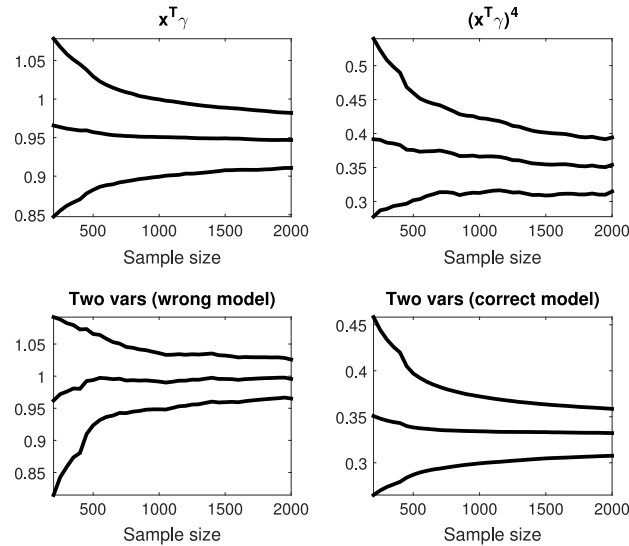 x^T γ
1.05
1
0.95
0.9
0.85
500 1000 1500 2000
Sample size
(x^T γ)^4
0.5
0.45
0.4
0.35
0.3
500 1000 1500 2000
Sample size
Two vars (wrong model)
1.05
1
0.95
0.9
0.85
500 1000 1500 2000
Sample size
Two vars (correct model)
0.45
0.4
0.35
0.3
500 1000 1500 2000
Sample size